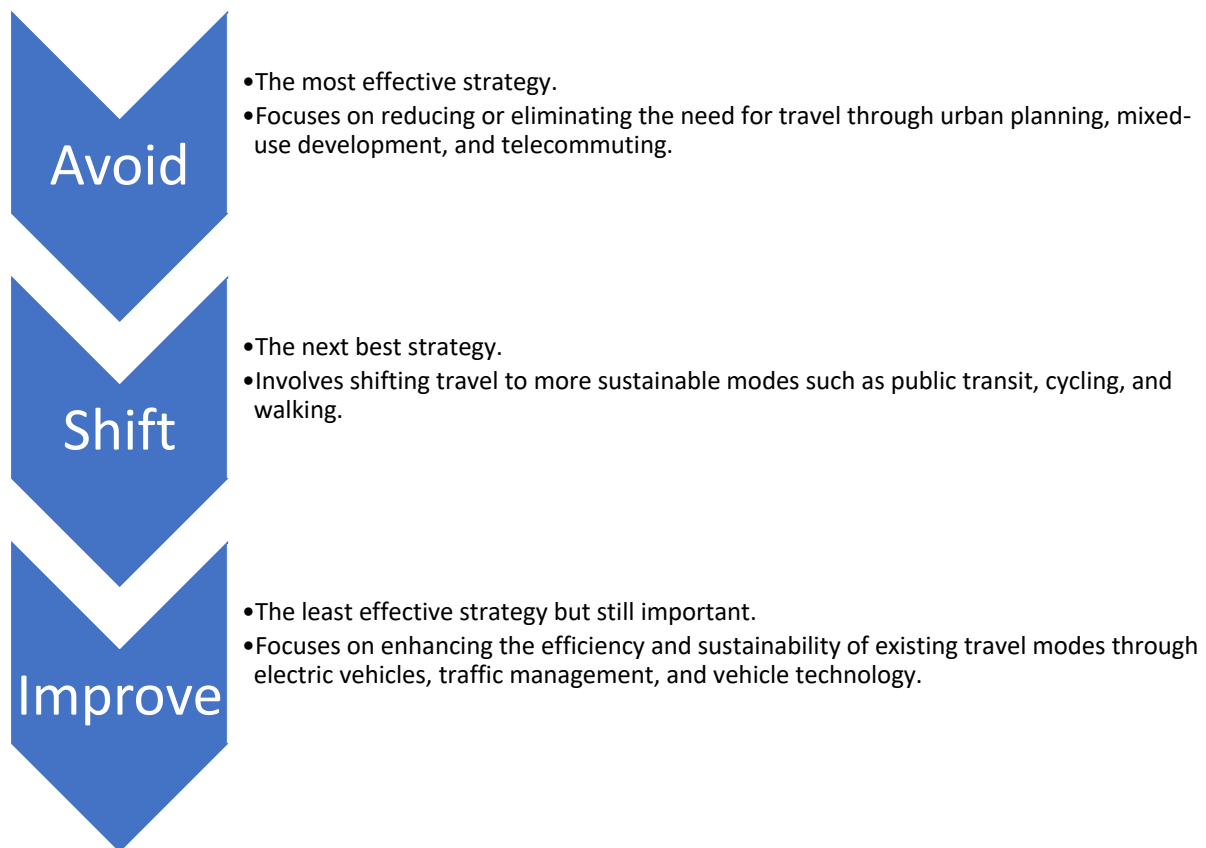 Avoid
•The most effective strategy.
•Focuses on reducing or eliminating the need for travel through urban planning, mixed-
use development, and telecommuting.
Shift
•The next best strategy.
•Involves shifting travel to more sustainable modes such as public transit, cycling, and
walking.
Improve
•The least effective strategy but still important.
•Focuses on enhancing the efficiency and sustainability of existing travel modes through
electric vehicles, traffic management, and vehicle technology.